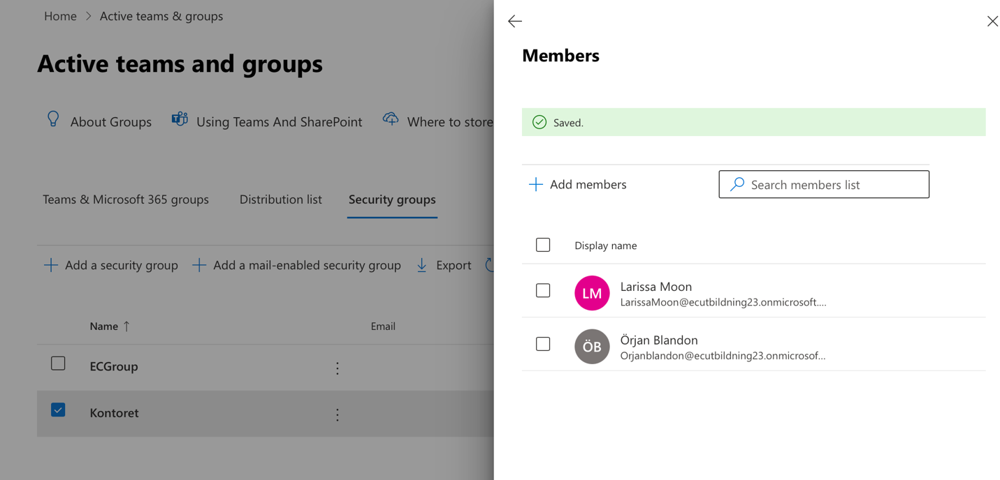 Home > Active teams & groups
Active teams and groups
About Groups Using Teams And SharePoint Where to store
Teams & Microsoft 365 groups Distribution list Security groups
Add a security group Add a mail-enabled security group Export
Name ↑ Email
ECGroup
Kontoret
Members
Saved.
Add members Search members list
Display name
LM Larissa Moon
LarissaMoon@ecutbildning23.onmicrosoft....
ÖB Örjan Blandon
Orjanblandon@ecutbildning23.onmicrosof...